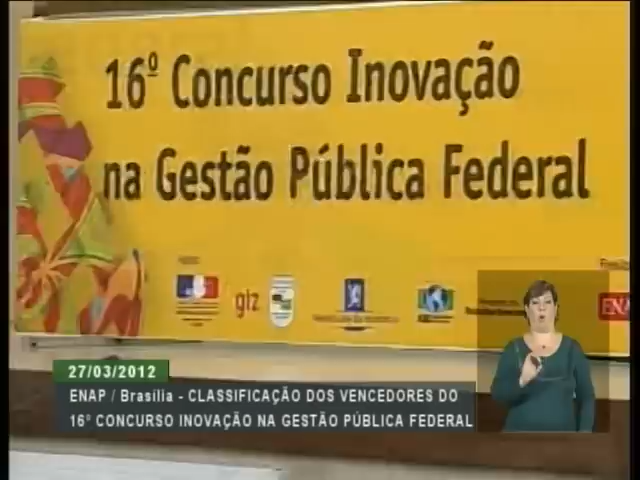 16º Concurso Inovação
na Gestão Pública Federal
giz
27/03/2012
ENAP / Brasília - CLASSIFICAÇÃO DOS VENCEDORES DO
16º CONCURSO INOVAÇÃO NA GESTÃO PÚBLICA FEDERAL